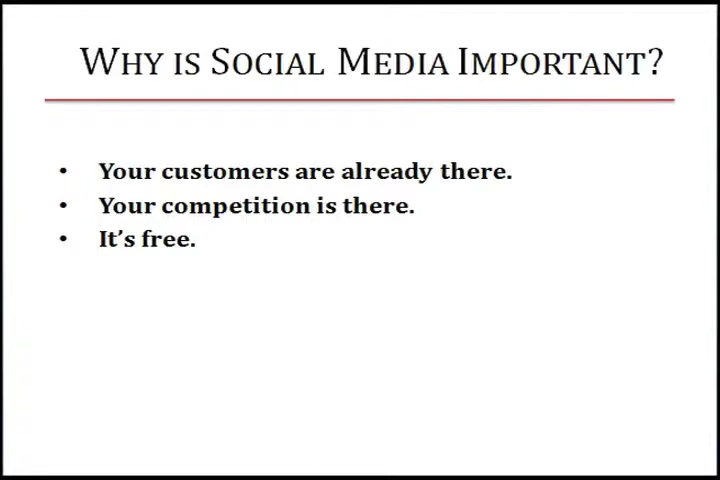 WHY IS SOCIAL MEDIA IMPORTANT?
• Your customers are already there.
• Your competition is there.
• It’s free.